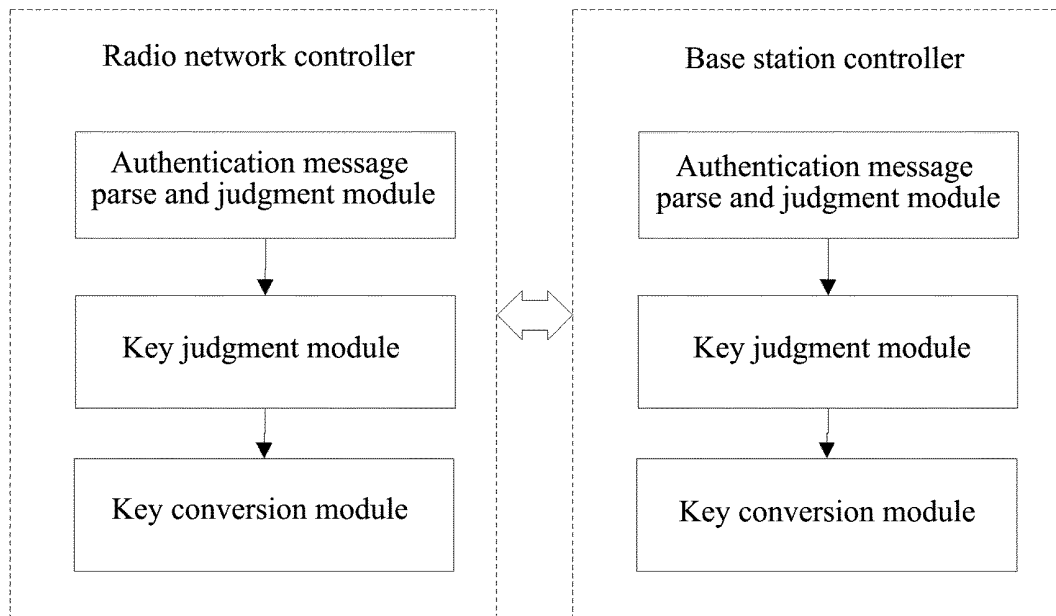 Radio network controller
Authentication message
parse and judgment module
Key judgment module
Key conversion module
Base station controller
Authentication message
parse and judgment module
Key judgment module
Key conversion module